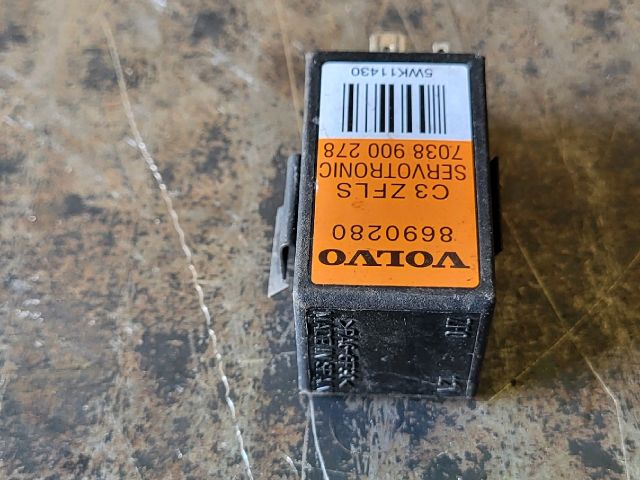 VOLVO
8690280
C3 ZFLS
SERVOTRONIC
7038 900 278
5WK11430